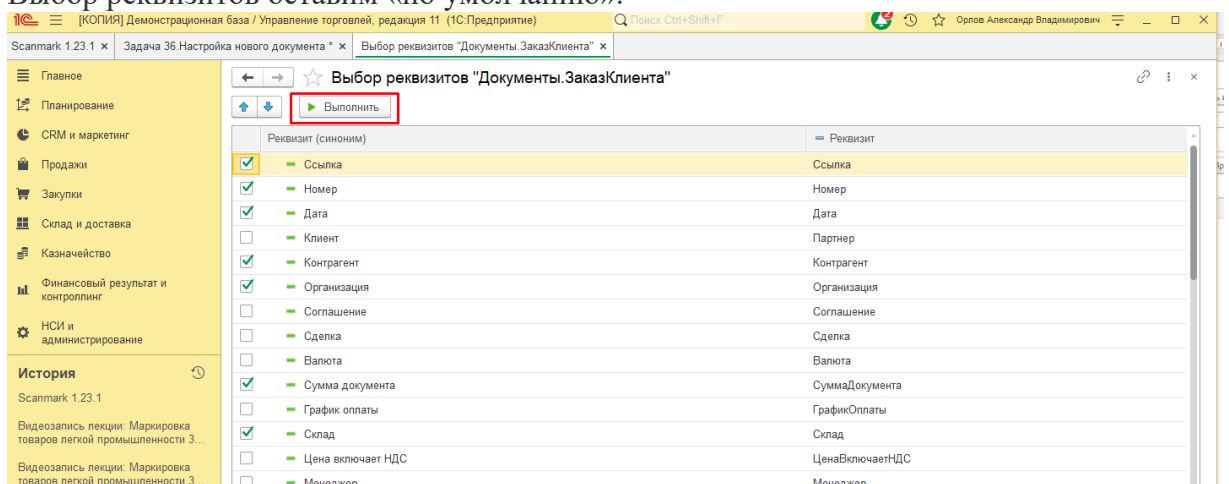 Выбор реквизитов оставим «по умолчанию».
1С [КОПИЯ] Демонстрационная база / Управление торговлей, редакция 11 (1С:Предприятие) Поиск Ctrl+Shift+F 2 Орлов Александр Владимирович
Scanmark 1.23.1 × Задача 36.Настройка нового документа * × Выбор реквизитов "Документы.ЗаказКлиента" ×
Главное
Планирование
CRM и маркетинг
Продажи
Закупки
Склад и доставка
Казначейство
Финансовый результат и
контроллинг
НСИ и
администрирование
История
Scanmark 1.23.1
Видеозапись лекции: Маркировка
товаров легкой промышленности 3...
Видеозапись лекции: Маркировка
товаров легкой промышленности 3...
Выбор реквизитов "Документы.ЗаказКлиента"
Выполнить
Реквизит (синоним) Реквизит
Ссылка Ссылка
Номер Номер
Дата Дата
Клиент Партнер
Контрагент Контрагент
Организация Организация
Соглашение Соглашение
Сделка Сделка
Валюта Валюта
Сумма документа СуммаДокумента
График оплаты ГрафикОплаты
Склад Склад
Цена включает НДС ЦенаВключаетНДС
Менеджер Менеджер